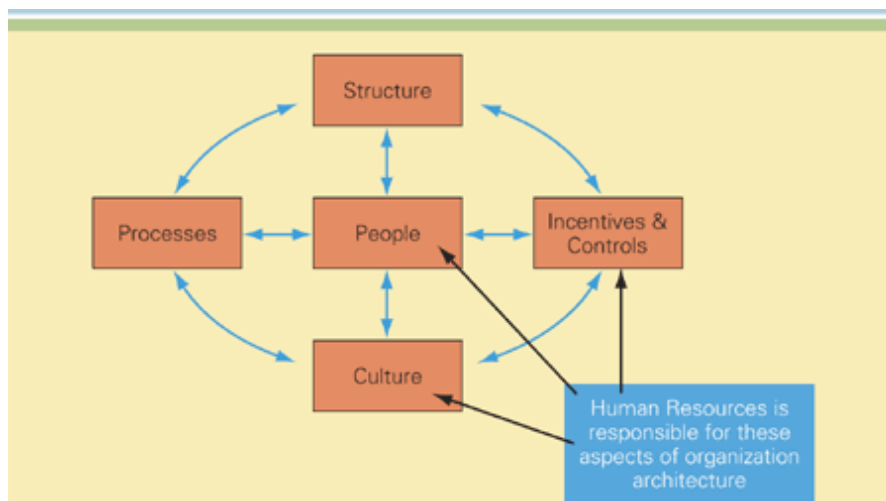 Structure
Processes
People
Incentives &
Controls
Culture
Human Resources is
responsible for these
aspects of organization
architecture